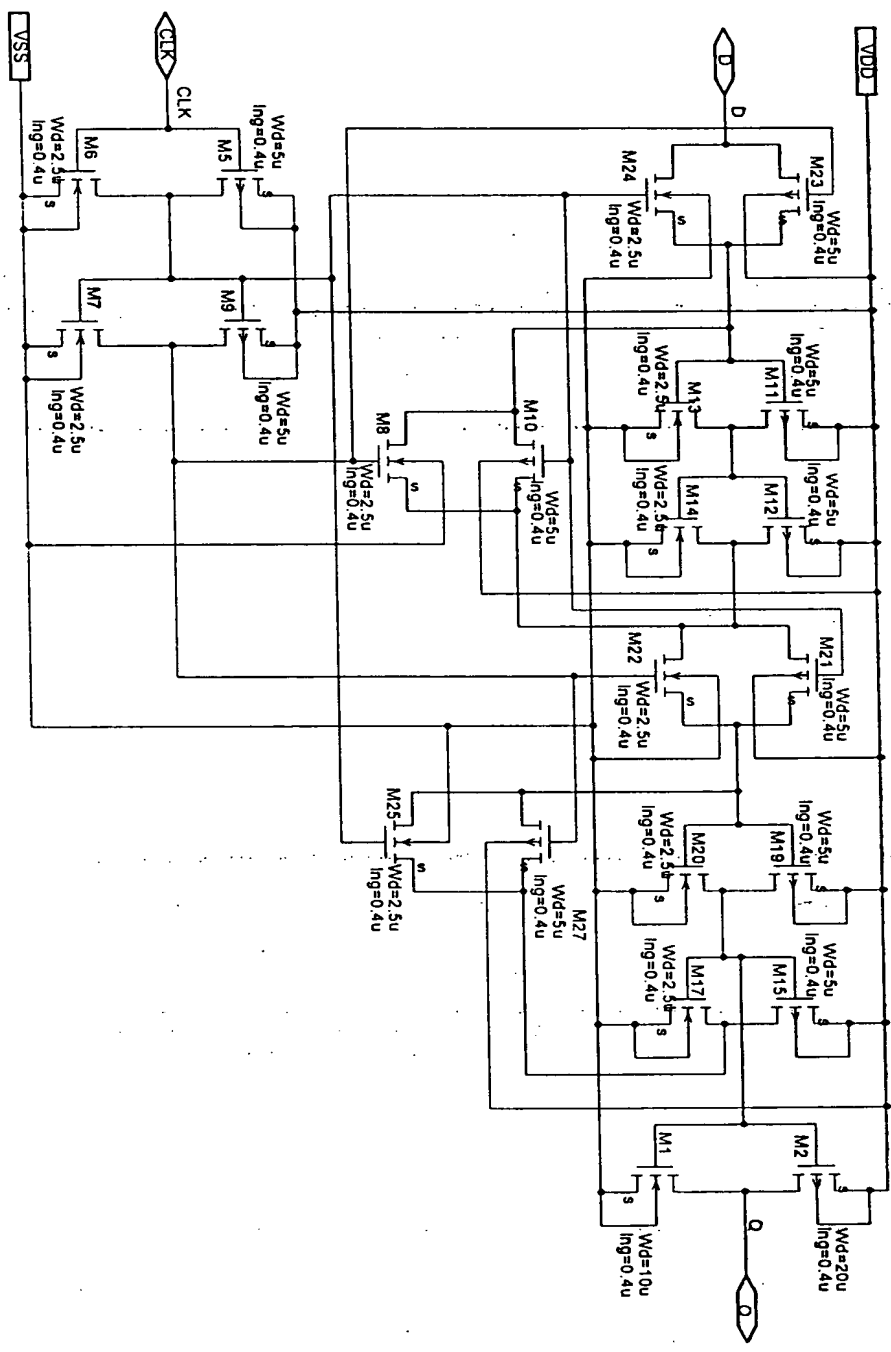 VDD
D
D
M23
Wd=5u
lng=0.4u
M24
Wd=2.5u
lng=0.4u
s
s
Wd=5u
lng=0.4u
M11
s
Wd=2.5u
lng=0.4u
M13
s
Wd=5u
lng=0.4u
M12
s
Wd=2.5u
lng=0.4u
M14
s
M21
Wd=5u
lng=0.4u
s
M22
Wd=2.5u
lng=0.4u
s
Wd=5u
lng=0.4u
M19
s
Wd=2.5u
lng=0.4u
M20
s
Wd=5u
lng=0.4u
M15
s
Wd=2.5u
lng=0.4u
M17
s
M2
s
Wd=20u
lng=0.4u
M1
s
Wd=10u
lng=0.4u
Q
Q
M10
Wd=5u
lng=0.4u
s
M8
Wd=2.5u
lng=0.4u
s
M27
Wd=5u
lng=0.4u
s
M25
Wd=2.5u
lng=0.4u
s
CLK
CLK
Wd=5u
lng=0.4u
M5
s
Wd=2.5u
lng=0.4u
M6
s
M9
s
Wd=5u
lng=0.4u
M7
s
Wd=2.5u
lng=0.4u
VSS